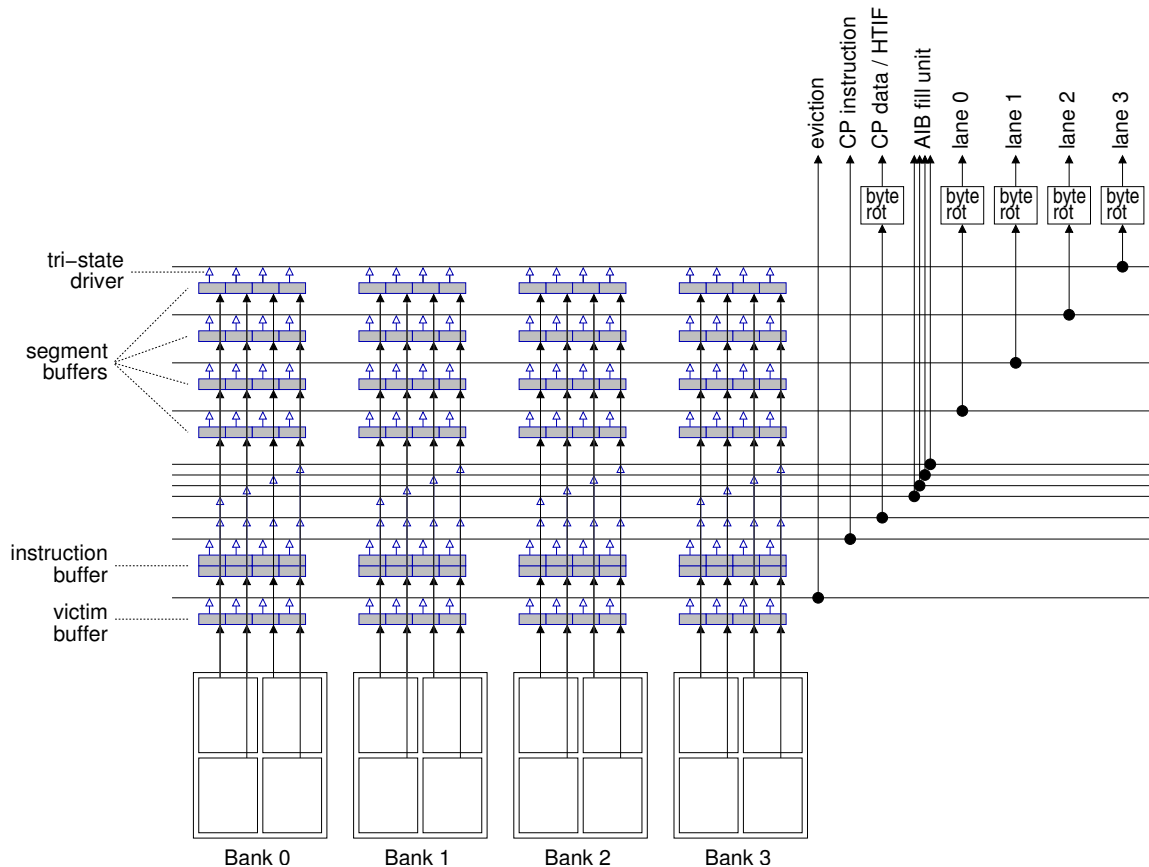 eviction
CP instruction
CP data / HTIF
AIB fill unit
lane 0
lane 1
lane 2
lane 3
byte
rot
byte
rot
byte
rot
byte
rot
byte
rot
tri-state
driver
segment
buffers
instruction
buffer
victim
buffer
Bank 0
Bank 1
Bank 2
Bank 3